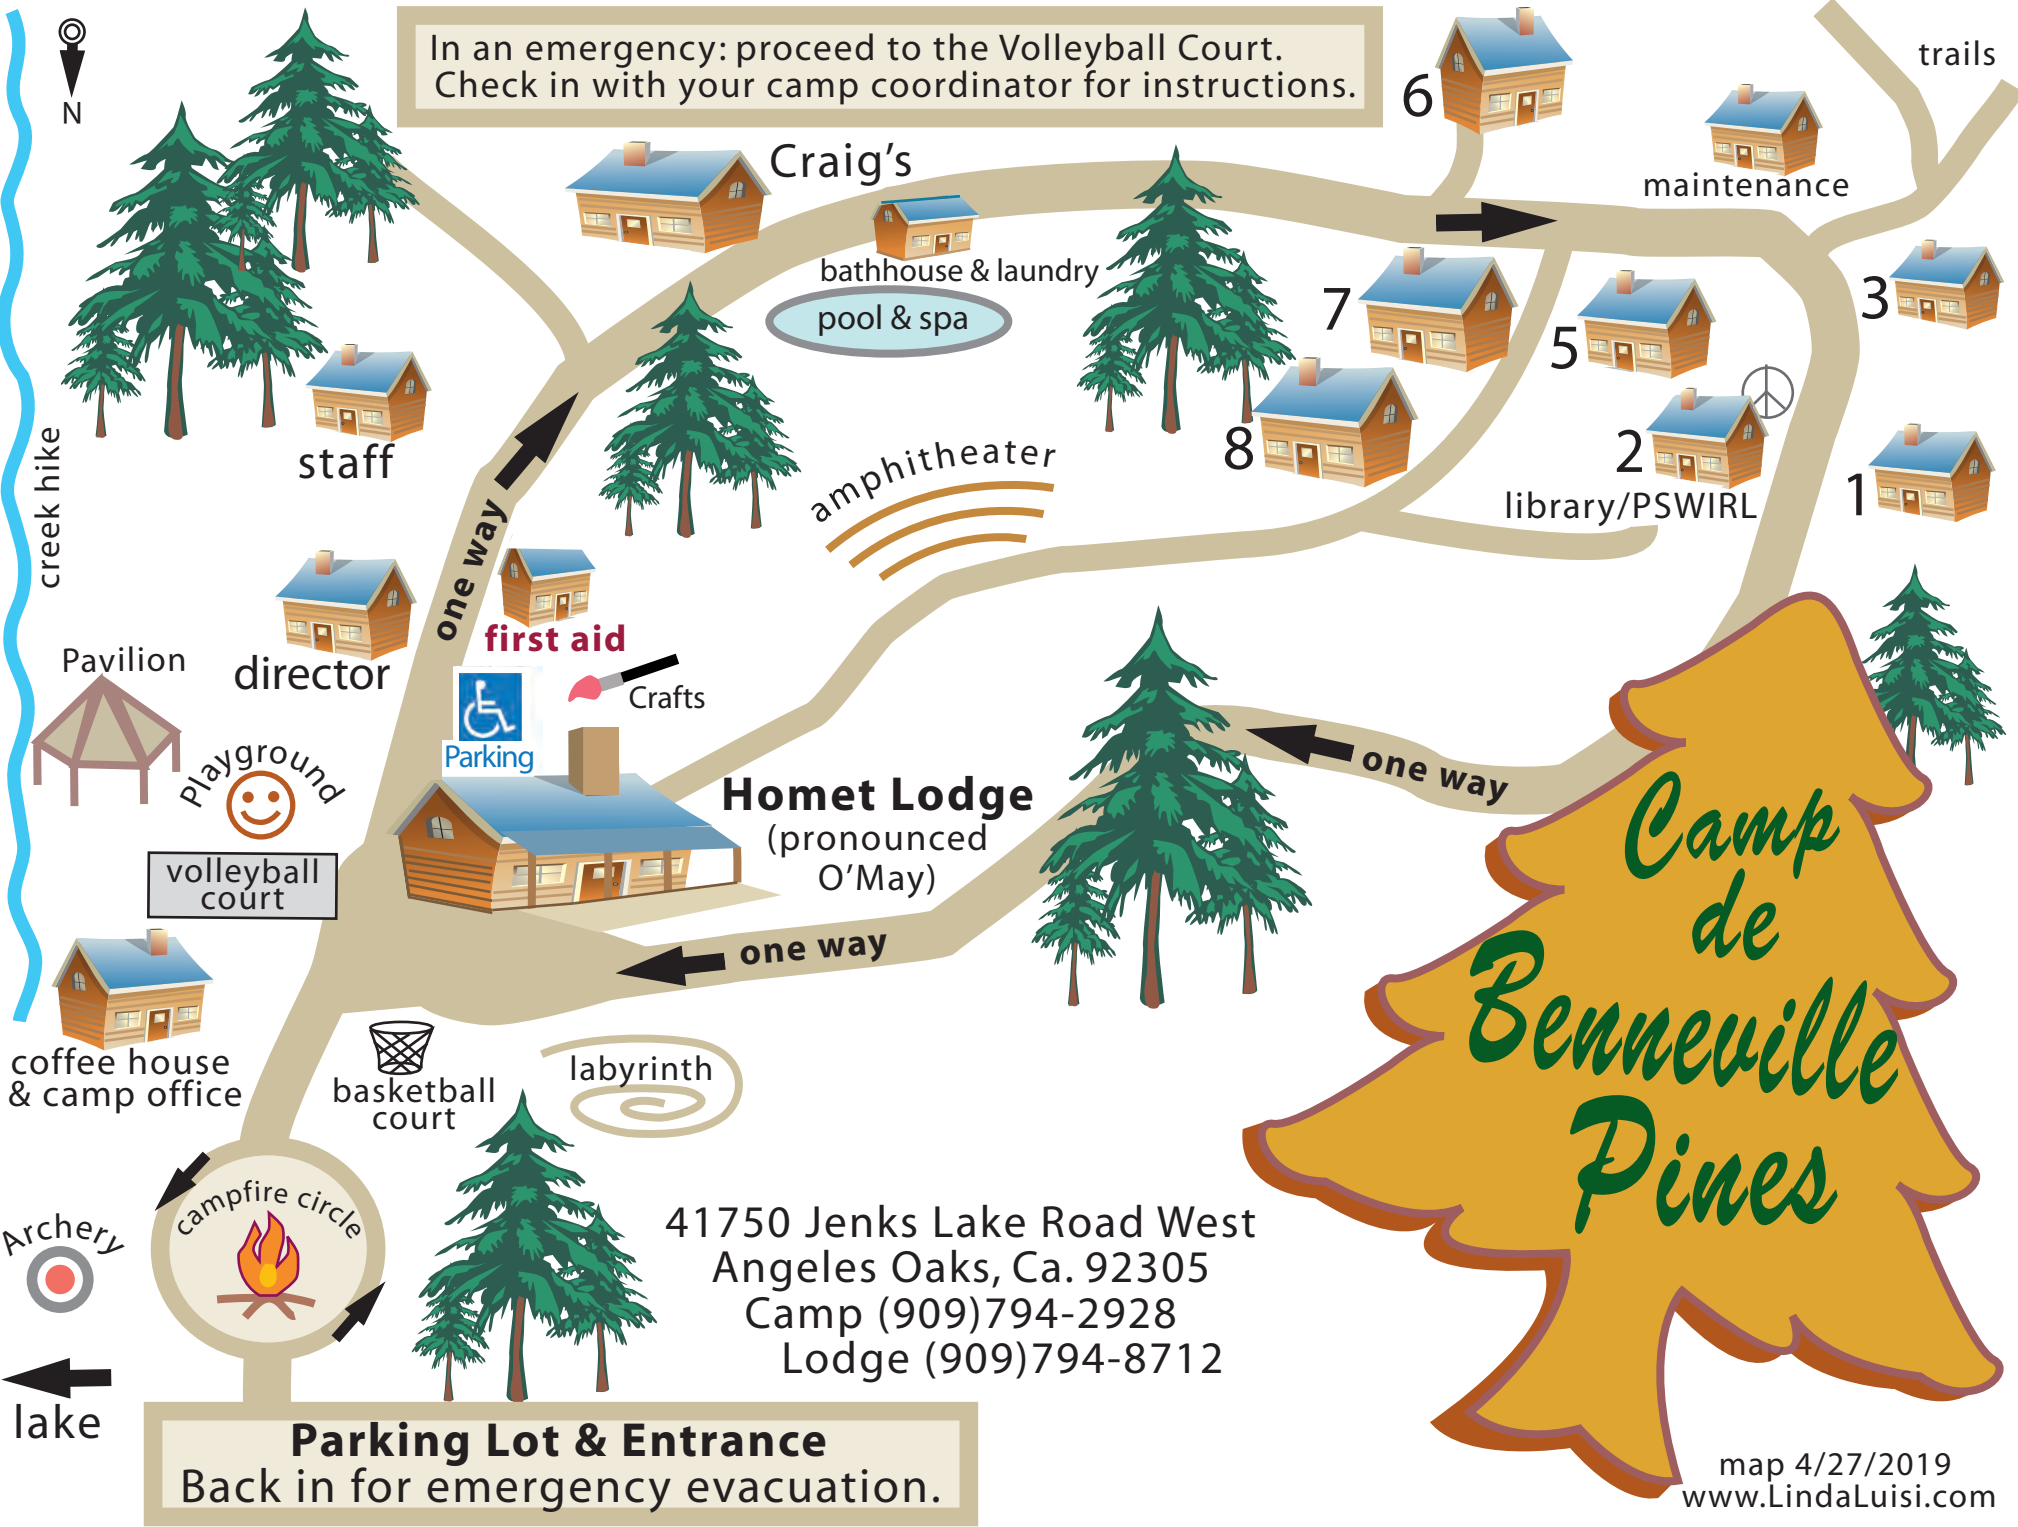 In an emergency: proceed to the Volleyball Court.
Check in with your camp coordinator for instructions.
N
trails
6
maintenance
Craig's
bathhouse & laundry
pool & spa
7
5
3
8
2
library/PSWIRL
1
staff
creek hike
amphitheater
one way
first aid
director
Pavilion
Crafts
Parking
Playground
volleyball
court
Homet Lodge
(pronounced
O'May)
one way
one way
coffee house
& camp office
basketball
court
labyrinth
Camp
de
Benneville
Pines
campfire circle
Archery
lake
41750 Jenks Lake Road West
Angeles Oaks, Ca. 92305
Camp (909)794-2928
Lodge (909)794-8712
Parking Lot & Entrance
Back in for emergency evacuation.
map 4/27/2019
www.LindaLuisi.com